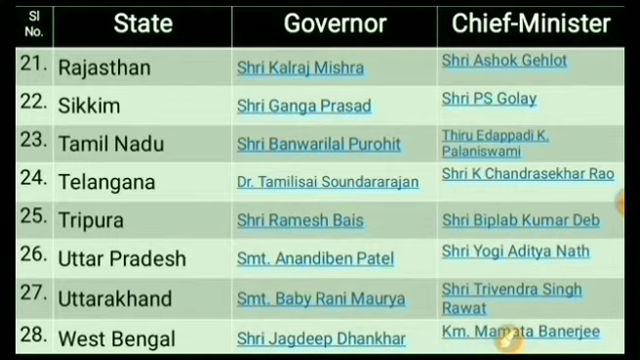 Sl No. State Governor Chief-Minister
21. Rajasthan Shri Kalraj Mishra Shri Ashok Gehlot
22. Sikkim Shri Ganga Prasad Shri PS Golay
23. Tamil Nadu Shri Banwarilal Purohit Thiru Edappadi K. Palaniswami
24. Telangana Dr. Tamilisai Soundararajan Shri K Chandrasekhar Rao
25. Tripura Shri Ramesh Bais Shri Biplab Kumar Deb
26. Uttar Pradesh Smt. Anandiben Patel Shri Yogi Aditya Nath
27. Uttarakhand Smt. Baby Rani Maurya Shri Trivendra Singh Rawat
28. West Bengal Shri Jagdeep Dhankhar Km. Mamata Banerjee